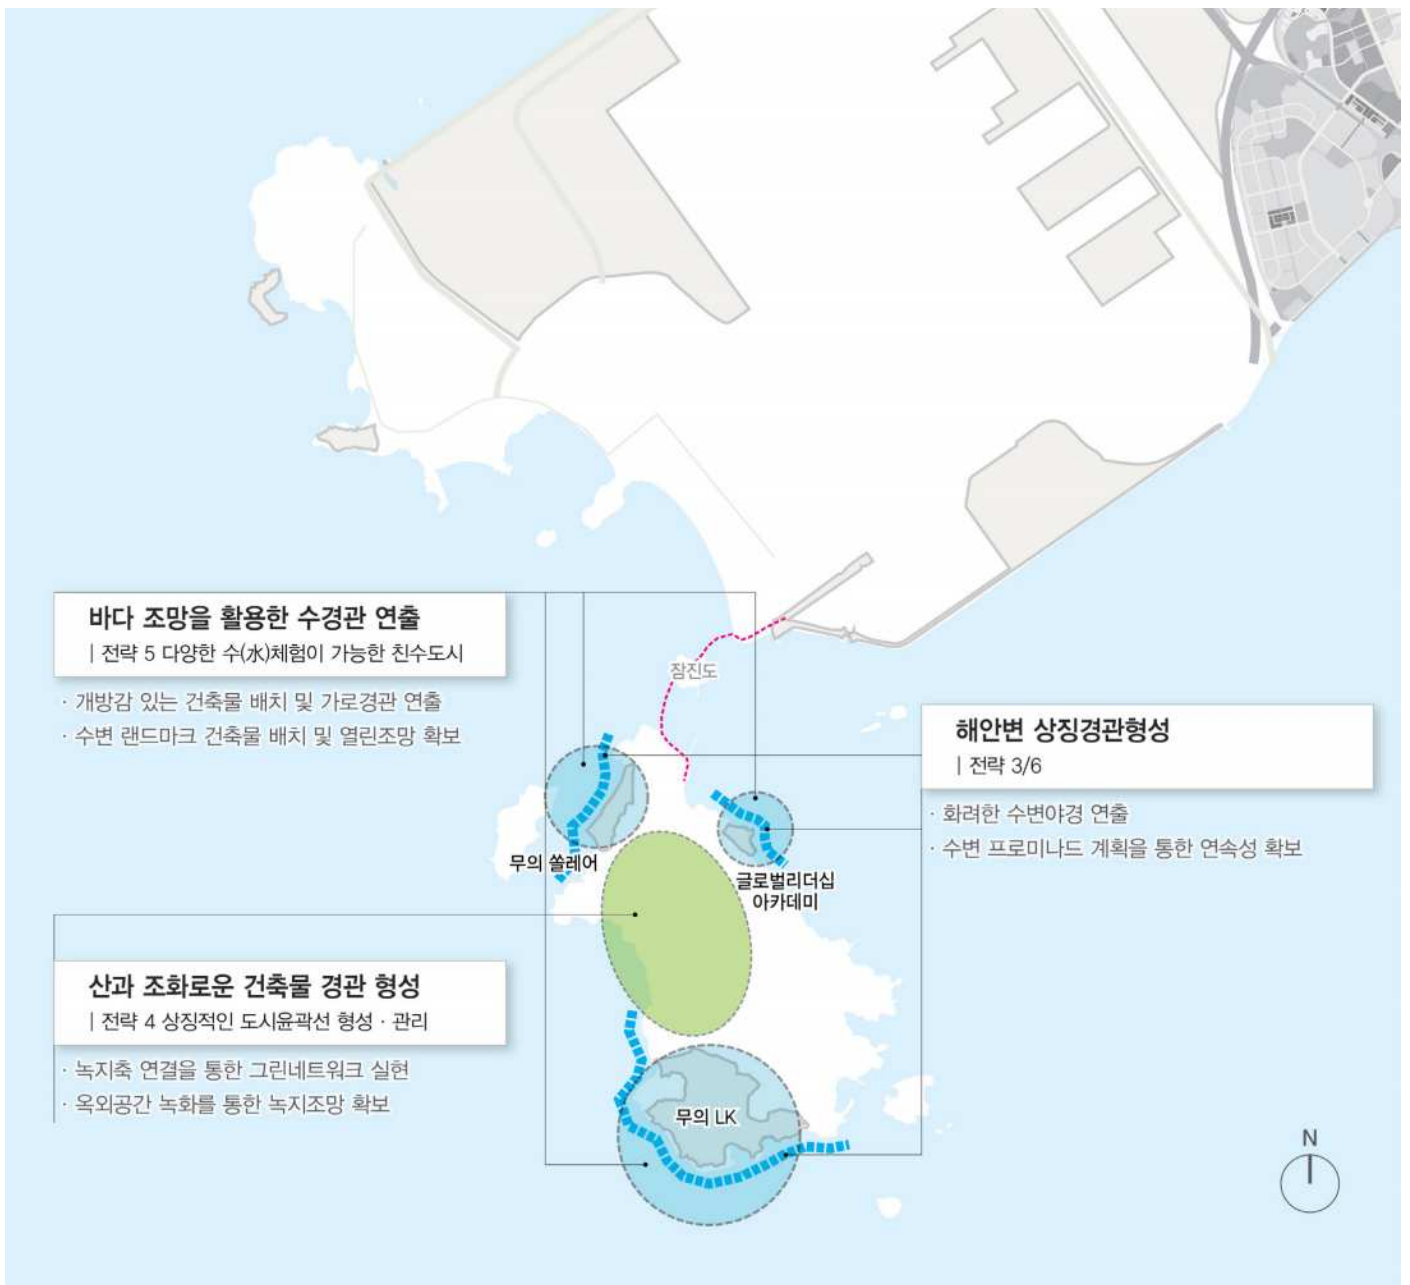 바다 조망을 활용한 수경관 연출
| 전략 5 다양한 수(水)체험이 가능한 친수도시
· 개방감 있는 건축물 배치 및 가로경관 연출
· 수변 랜드마크 건축물 배치 및 열린조망 확보
잠진도
해안변 상징경관형성
| 전략 3/6
· 화려한 수변야경 연출
· 수변 프로미나드 계획을 통한 연속성 확보
무의 쏠레어
글로벌리더십
아카데미
산과 조화로운 건축물 경관 형성
| 전략 4 상징적인 도시윤곽선 형성 · 관리
· 녹지축 연결을 통한 그린네트워크 실현
· 옥외공간 녹화를 통한 녹지조망 확보
무의 LK
N